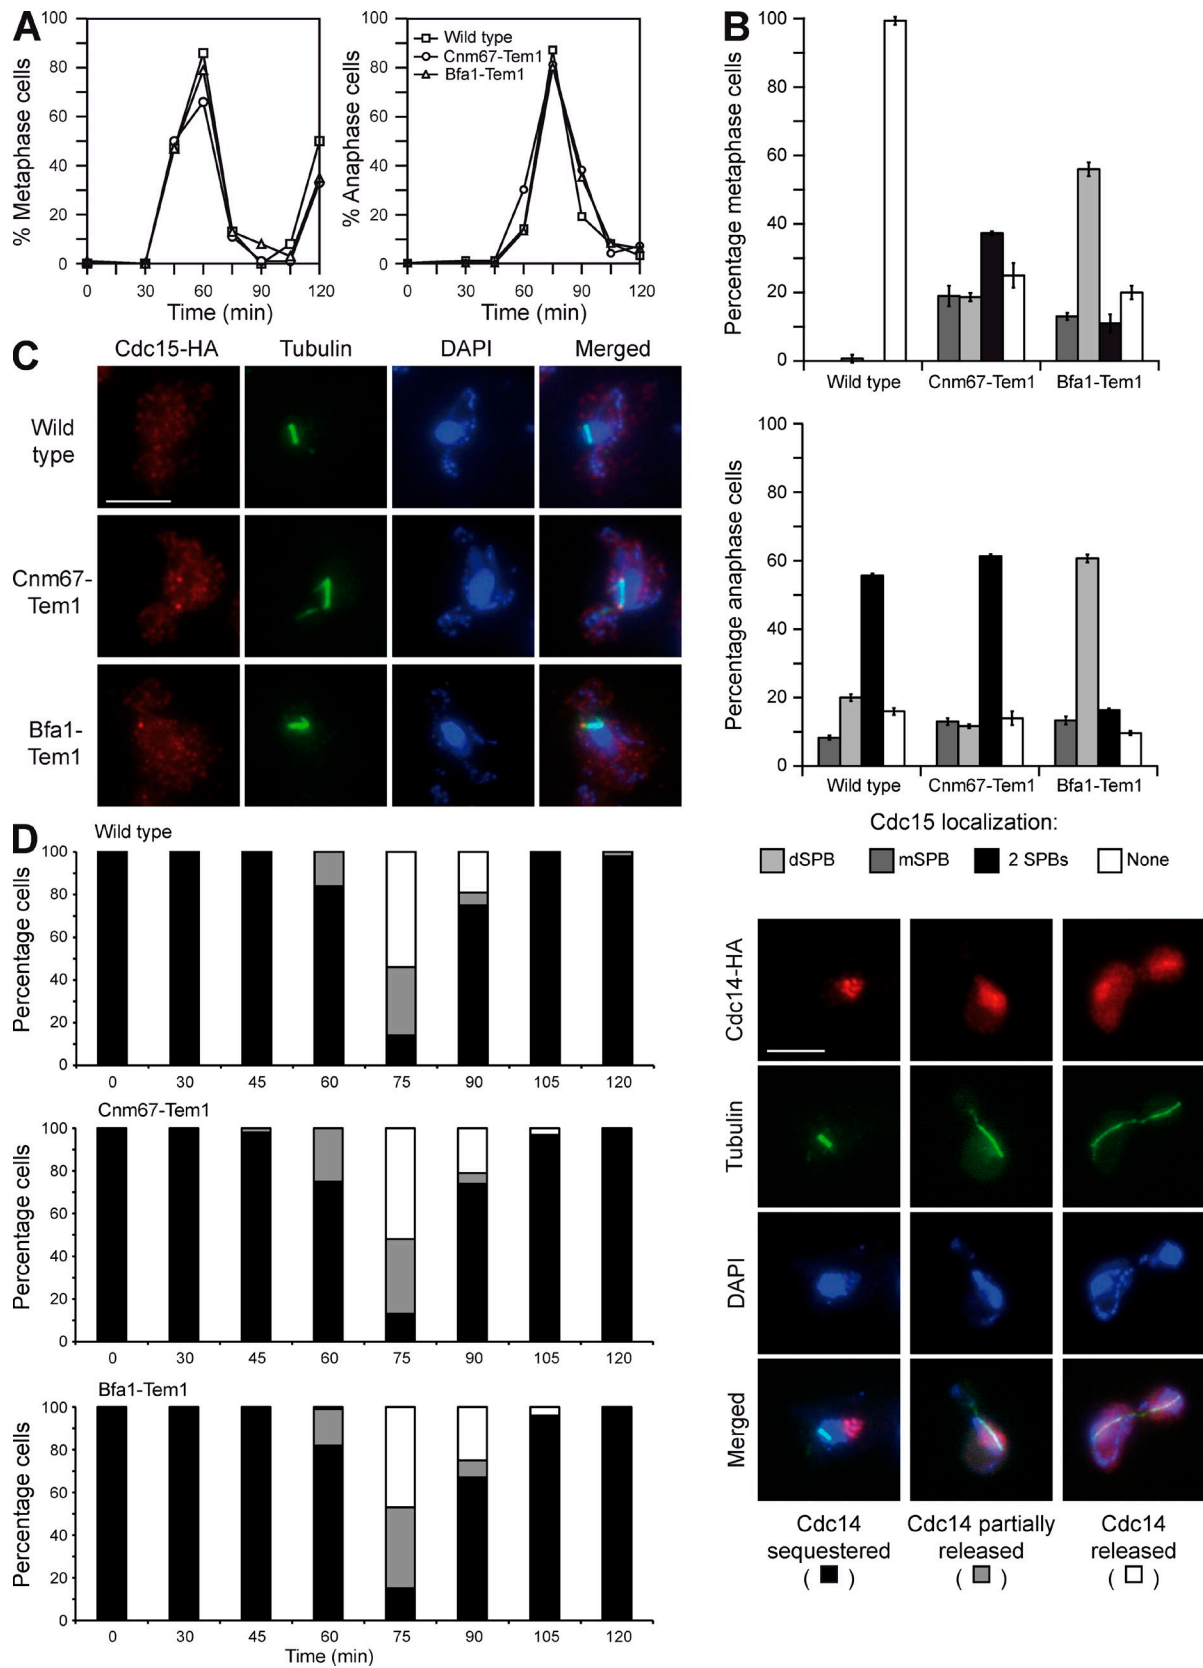 A
100
80
60
40
20
0
% Metaphase cells
0 30 60 90 120
Time (min)
100
80
60
40
20
0
% Anaphase cells
Wild type
Cnm67-Tem1
Bfa1-Tem1
0 30 60 90 120
Time (min)
B
100
80
60
40
20
0
Percentage metaphase cells
Wild type Cnm67-Tem1 Bfa1-Tem1
100
80
60
40
20
0
Percentage anaphase cells
Wild type Cnm67-Tem1 Bfa1-Tem1
Cdc15 localization:
dSPB mSPB 2 SPBs None
C
Cdc15-HA Tubulin DAPI Merged
Wild
type
Cnm67-
Tem1
Bfa1-
Tem1
D
Wild type
100
80
60
40
20
0
Percentage cells
0 30 45 60 75 90 105 120
Cnm67-Tem1
100
80
60
40
20
0
Percentage cells
0 30 45 60 75 90 105 120
Bfa1-Tem1
100
80
60
40
20
0
Percentage cells
0 30 45 60 75 90 105 120
Time (min)
Cdc14-HA
Tubulin
DAPI
Merged
Cdc14
sequestered
( )
Cdc14 partially
released
( )
Cdc14
released
( )